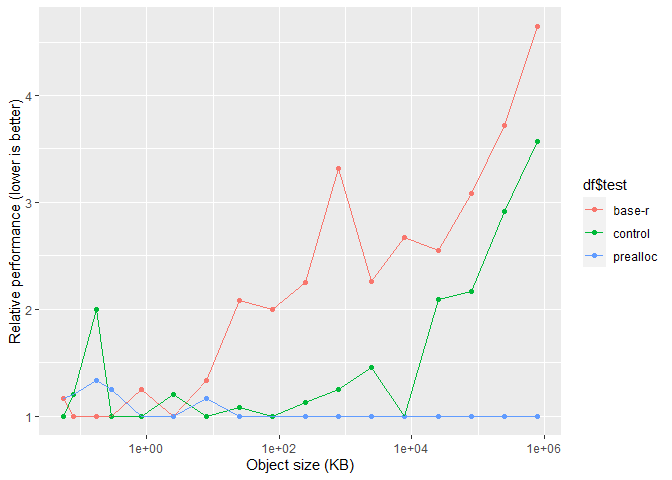 Relative performance (lower is better)
4
3
2
1
1e+00
1e+02
1e+04
1e+06
Object size (KB)
df$test
base-r
control
prealloc